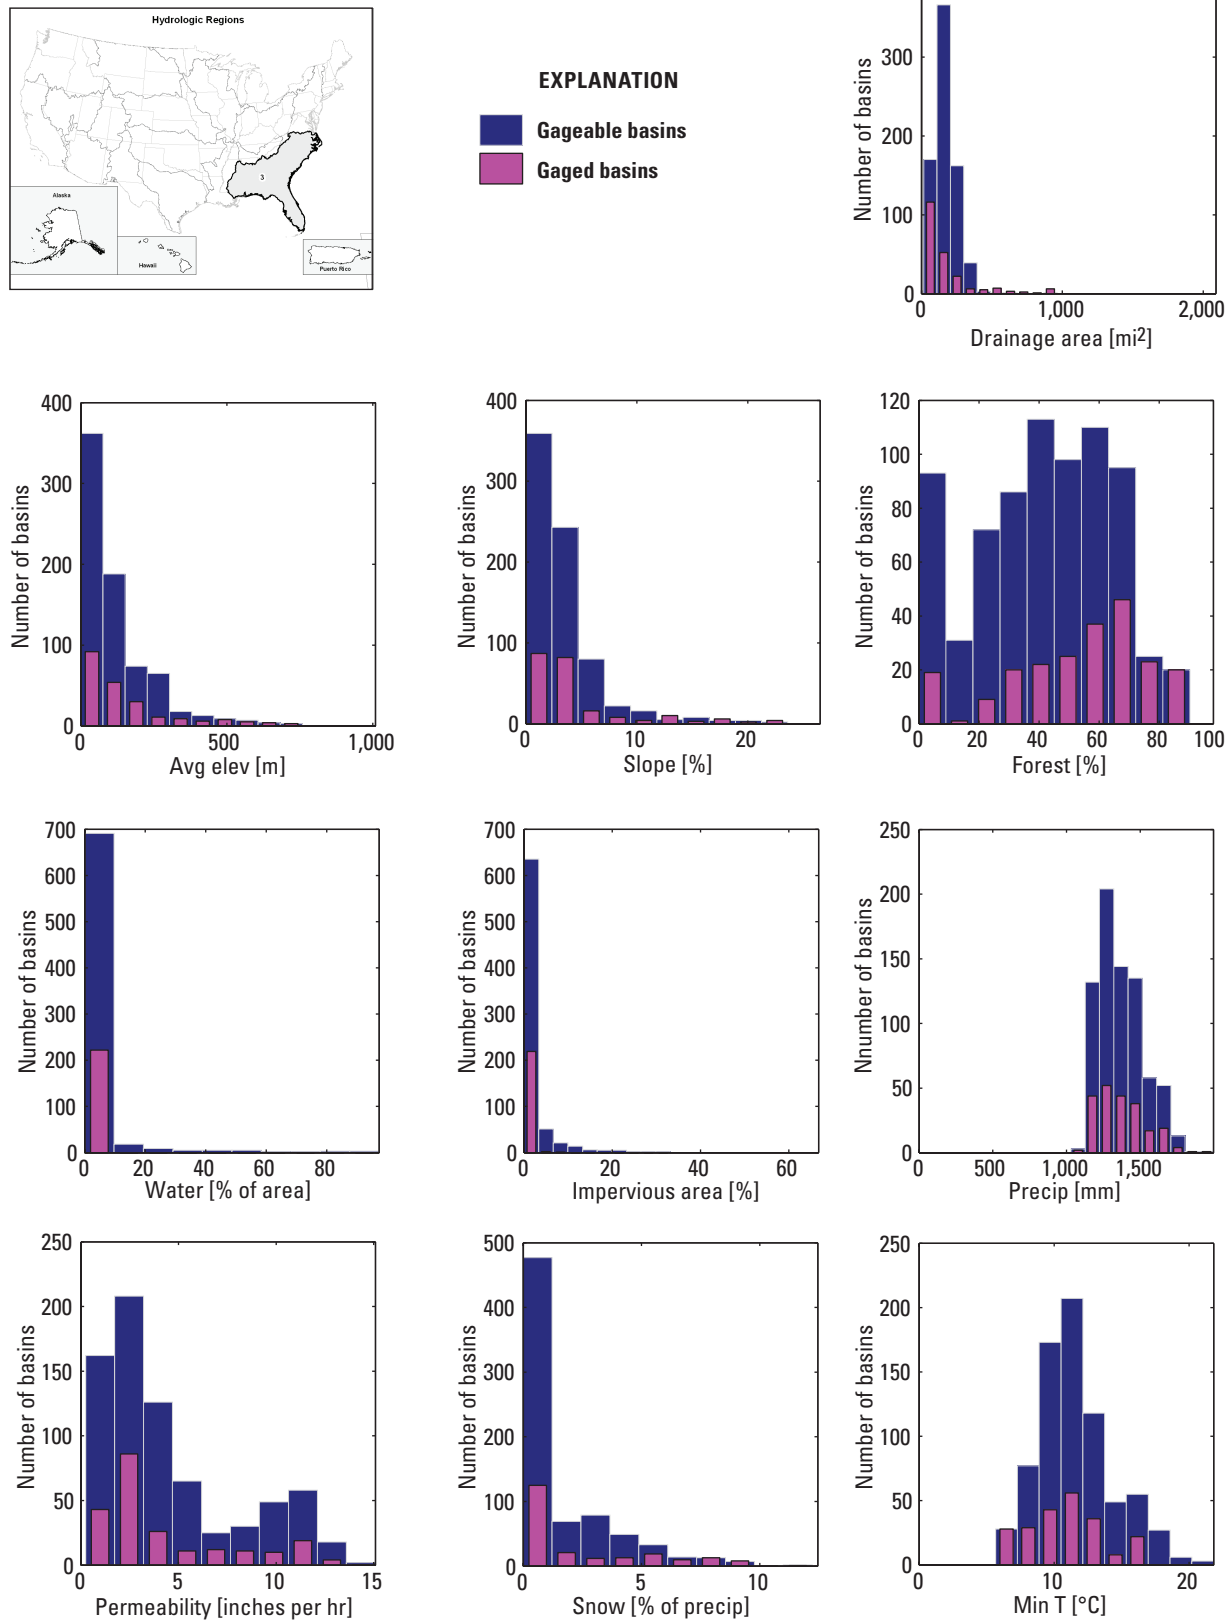 Hydrologic Regions
3
Alaska
Hawaii
Puerto Rico
EXPLANATION
Gageable basins
Gaged basins
Number of basins
300
200
100
0
0 1,000 2,000
Drainage area [mi2]
Number of basins
400
300
200
100
0
0 500 1,000
Avg elev [m]
Number of basins
400
300
200
100
0
0 10 20
Slope [%]
Number of basins
120
100
80
60
40
20
0
0 20 40 60 80 100
Forest [%]
Number of basins
700
600
500
400
300
200
100
0
0 20 40 60 80
Water [% of area]
Number of basins
700
600
500
400
300
200
100
0
0 20 40 60
Impervious area [%]
Nnumber of basins
250
200
150
100
50
0
0 500 1,000 1,500
Precip [mm]
Number of basins
250
200
150
100
50
0
0 5 10 15
Permeability [inches per hr]
Number of basins
500
400
300
200
100
0
0 5 10
Snow [% of precip]
Number of basins
250
200
150
100
50
0
0 10 20
Min T [°C]